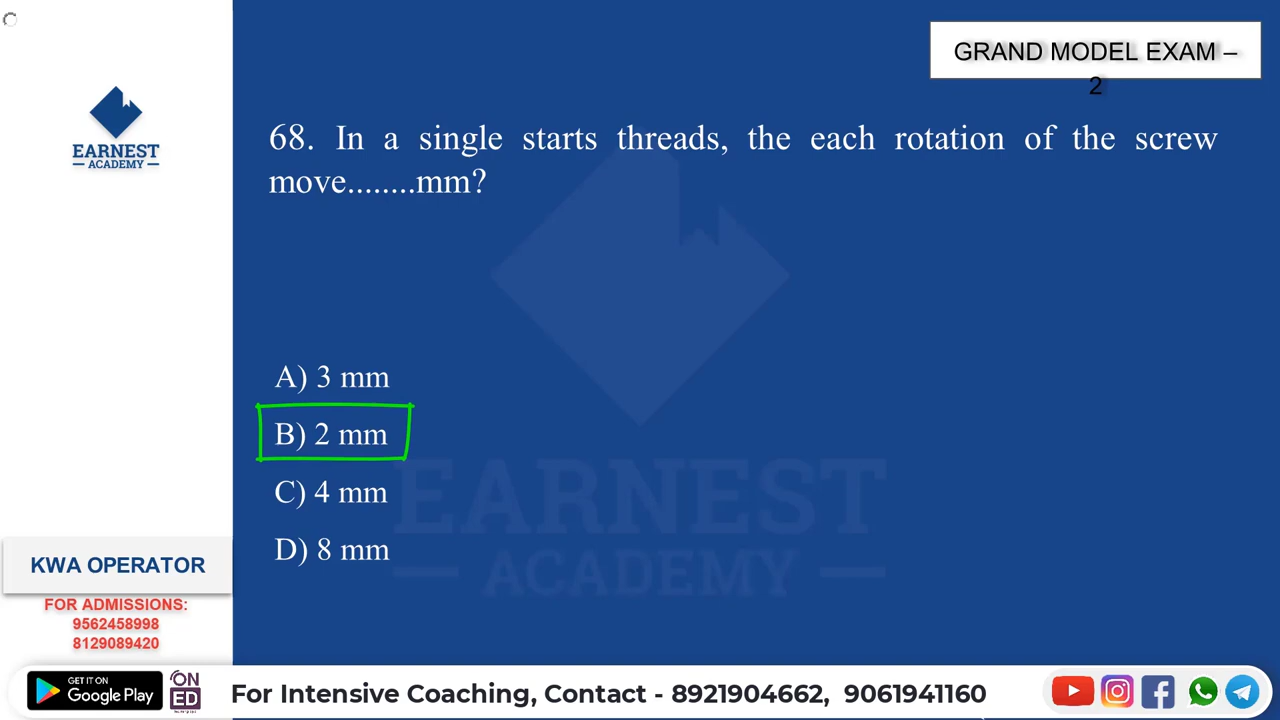 GRAND MODEL EXAM –
2
EARNEST
ACADEMY
68. In a single starts threads, the each rotation of the screw
move........mm?
A) 3 mm
B) 2 mm
C) 4 mm
D) 8 mm
EARNEST
ACADEMY
KWA OPERATOR
FOR ADMISSIONS:
9562458998
8129089420
GET IT ON
Google Play
ON
ED
For Intensive Coaching, Contact - 8921904662, 9061941160